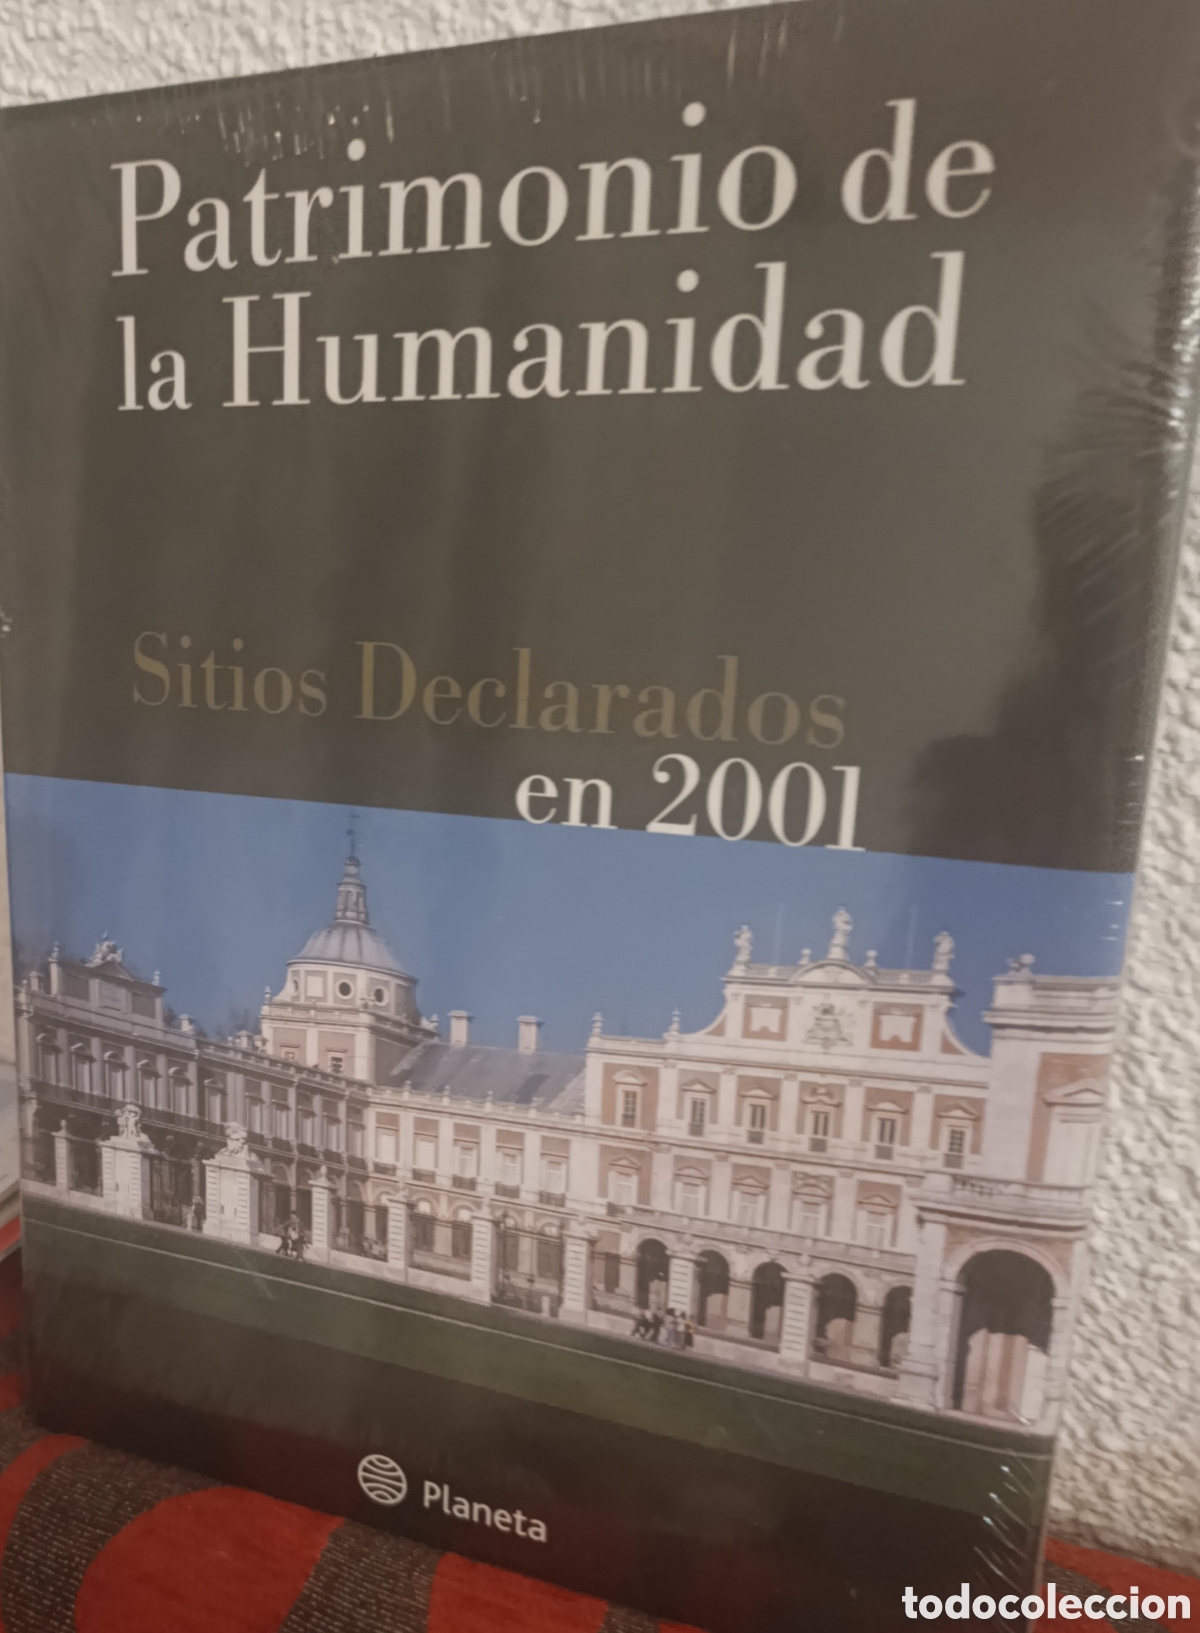 Patrimonio de
la Humanidad
Sitios Declarados
en 2001
Planeta
todocoleccion